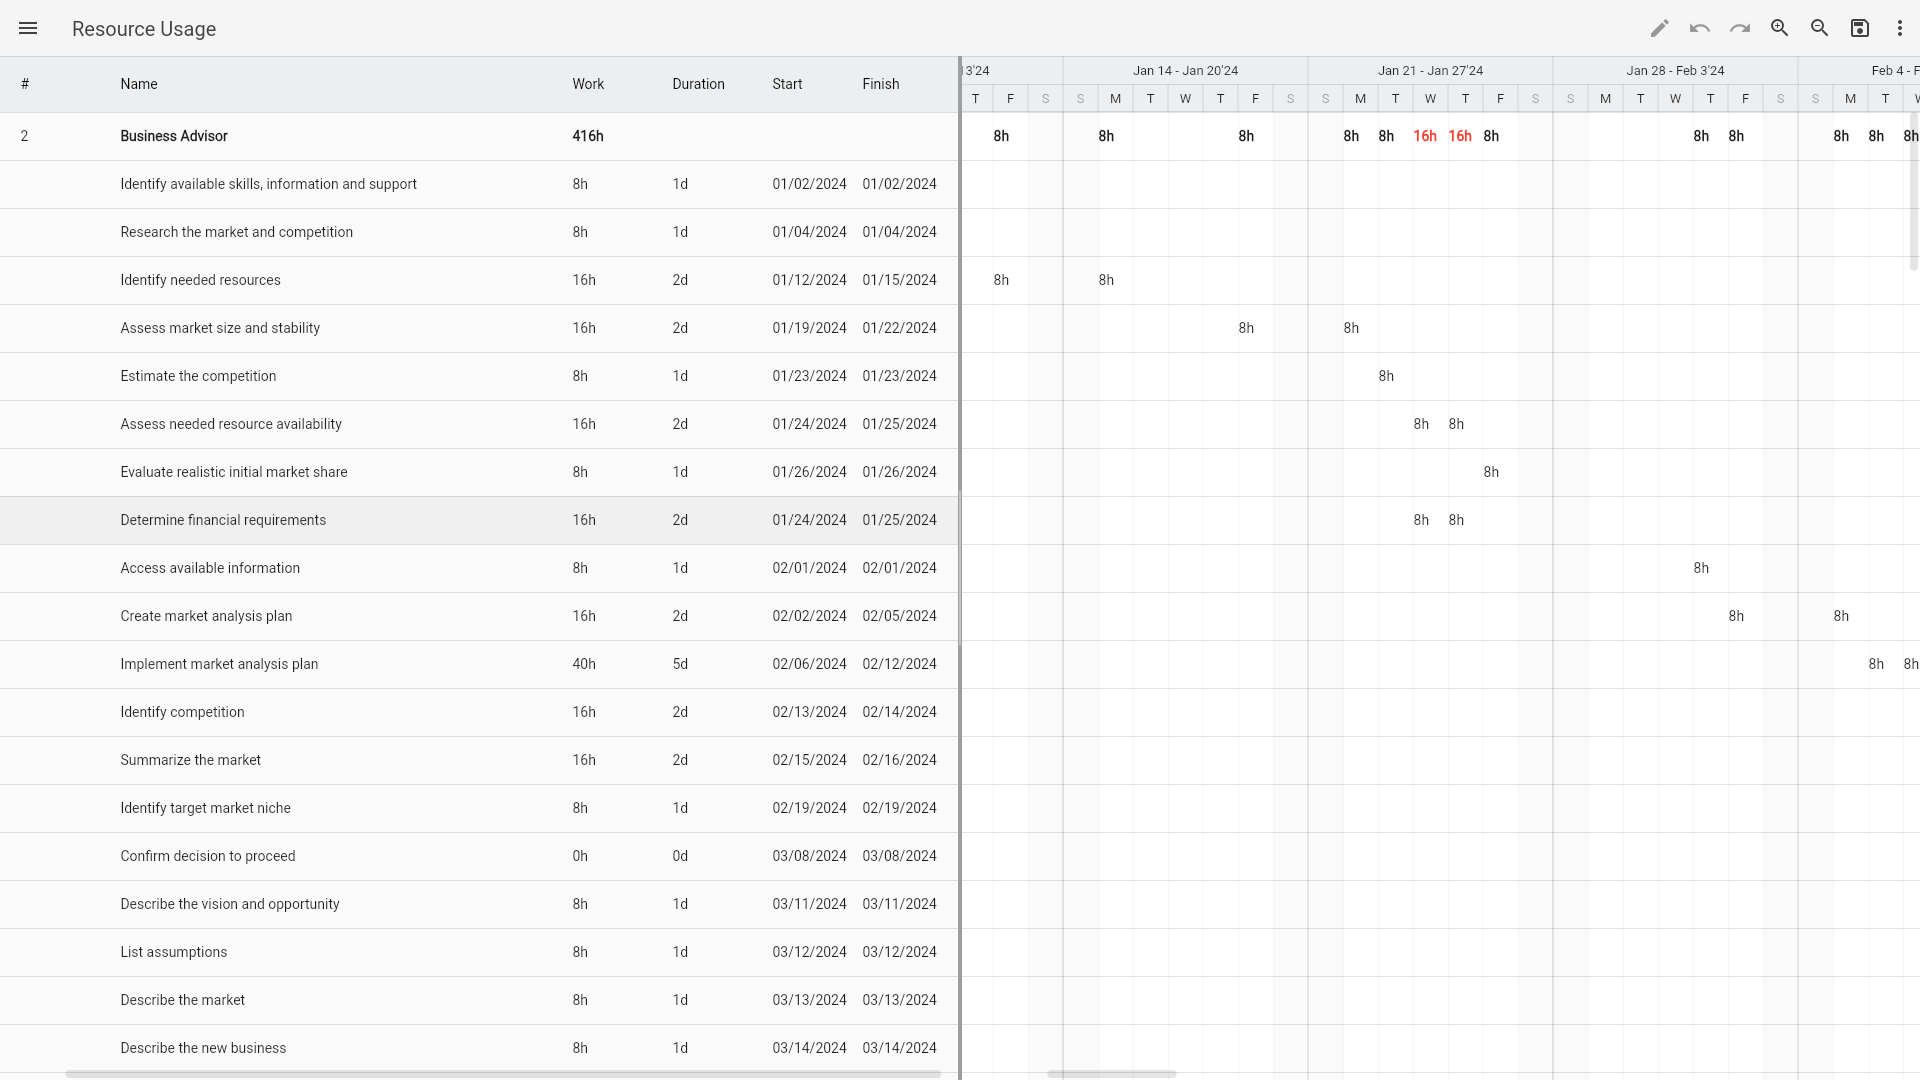 Resource Usage
# Name Work Duration Start Finish
13'24 Jan 14 - Jan 20'24 Jan 21 - Jan 27'24 Jan 28 - Feb 3'24 Feb 4 - F
T F S S M T W T F S S M T W T F S S M T W T F S S M T W
2 Business Advisor 416h 8h 8h 8h 8h 8h 16h 16h 8h 8h 8h 8h 8h 8h
Identify available skills, information and support 8h 1d 01/02/2024 01/02/2024
Research the market and competition 8h 1d 01/04/2024 01/04/2024
Identify needed resources 16h 2d 01/12/2024 01/15/2024 8h 8h
Assess market size and stability 16h 2d 01/19/2024 01/22/2024 8h 8h
Estimate the competition 8h 1d 01/23/2024 01/23/2024 8h
Assess needed resource availability 16h 2d 01/24/2024 01/25/2024 8h 8h
Evaluate realistic initial market share 8h 1d 01/26/2024 01/26/2024 8h
Determine financial requirements 16h 2d 01/24/2024 01/25/2024 8h 8h
Access available information 8h 1d 02/01/2024 02/01/2024 8h
Create market analysis plan 16h 2d 02/02/2024 02/05/2024 8h 8h
Implement market analysis plan 40h 5d 02/06/2024 02/12/2024 8h 8h
Identify competition 16h 2d 02/13/2024 02/14/2024
Summarize the market 16h 2d 02/15/2024 02/16/2024
Identify target market niche 8h 1d 02/19/2024 02/19/2024
Confirm decision to proceed 0h 0d 03/08/2024 03/08/2024
Describe the vision and opportunity 8h 1d 03/11/2024 03/11/2024
List assumptions 8h 1d 03/12/2024 03/12/2024
Describe the market 8h 1d 03/13/2024 03/13/2024
Describe the new business 8h 1d 03/14/2024 03/14/2024